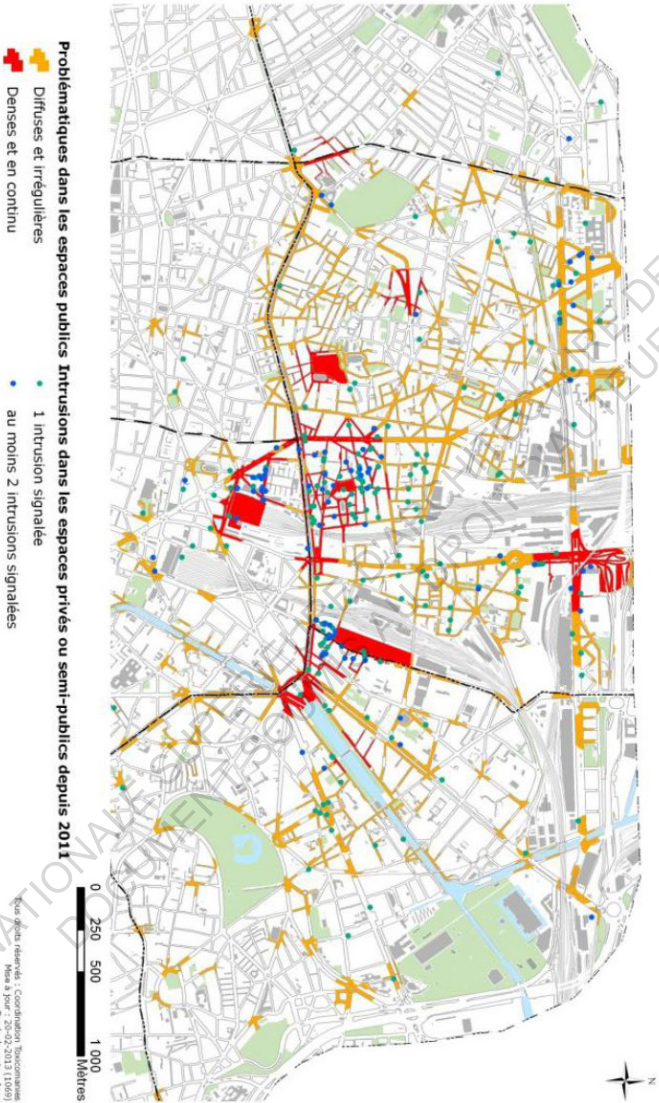 N
Problématiques dans les espaces publics Intrusions dans les espaces privés ou semi-publics depuis 2011
Diffuses et irrégulières
1 intrusion signalée
Denses et en continu
au moins 2 intrusions signalées
0 250 500 1 000
Mètres
Tous droits réservés : Coordination Toxicomanies
Mise à jour : 20-02-2013 (1069)